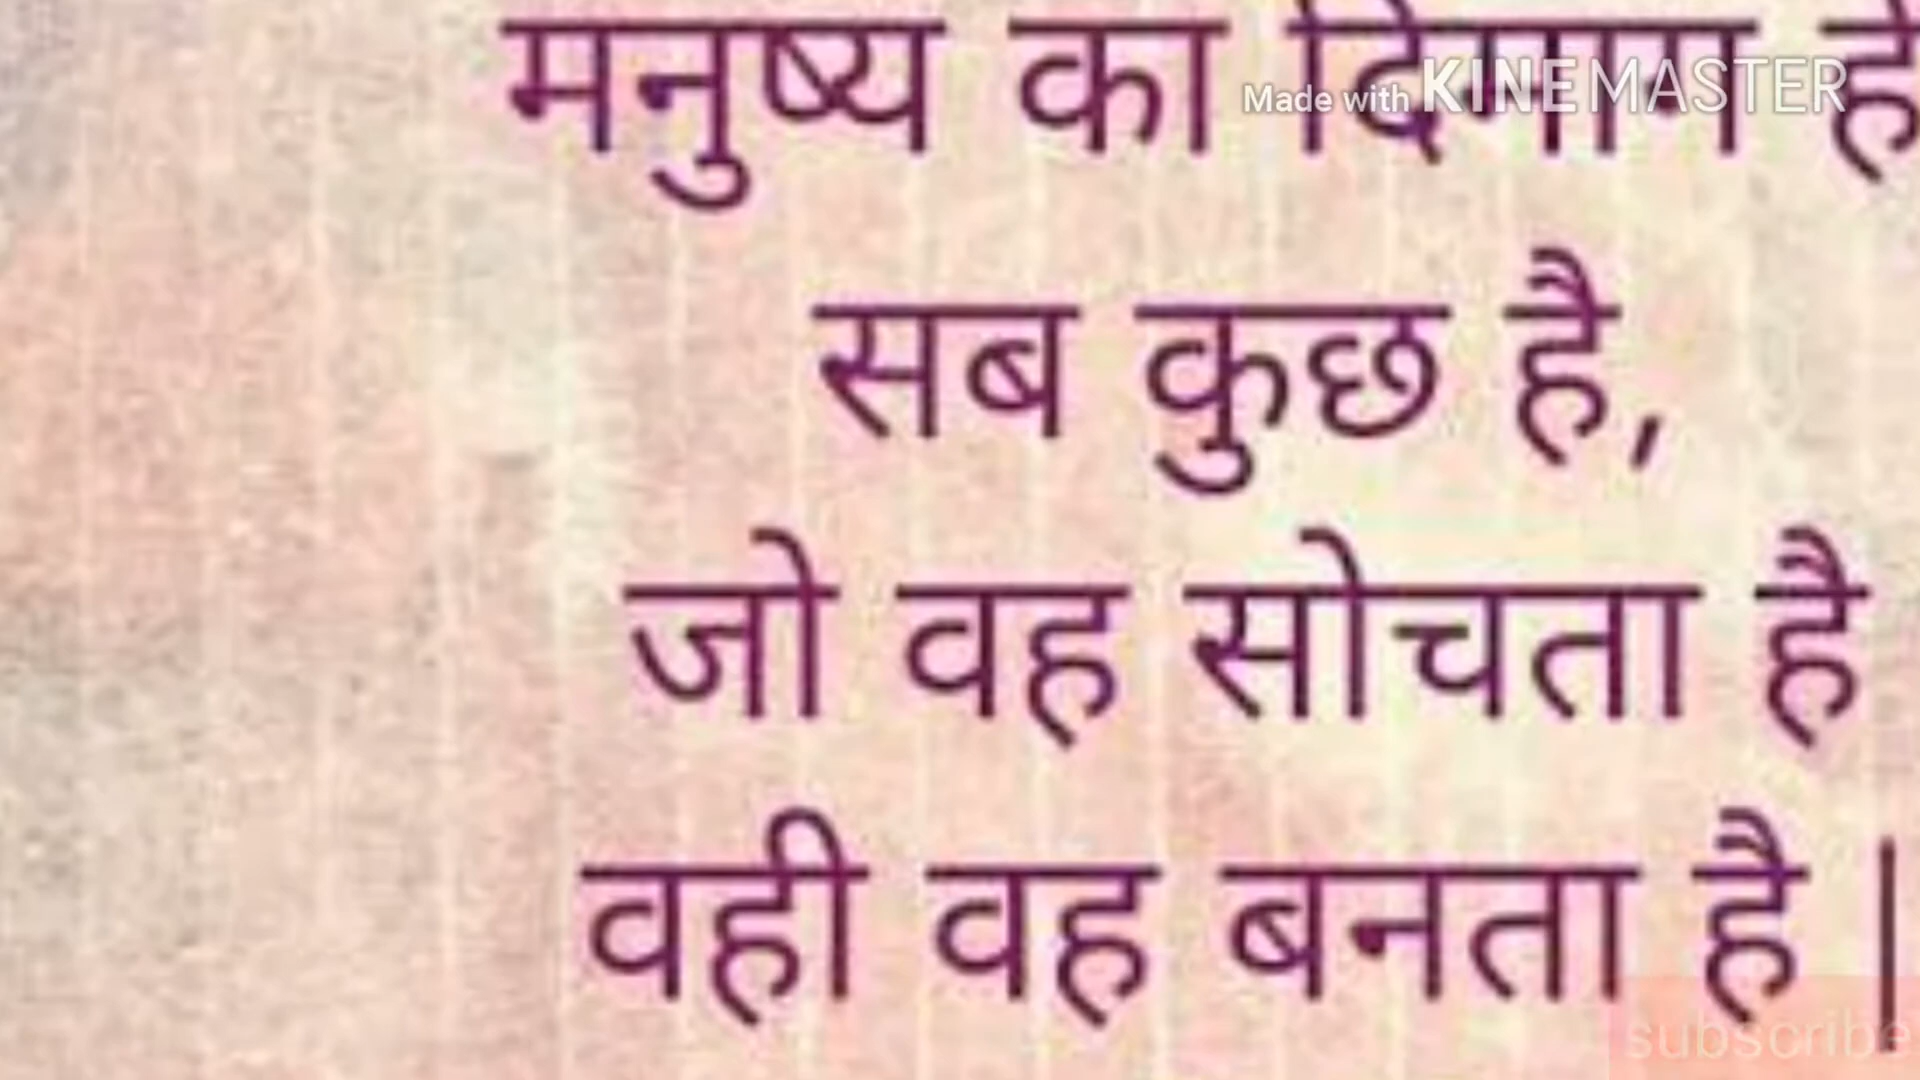 मनुष्य का दिमाग
Made with KINEMASTER
सब कुछ है,
जो वह सोचता है
वही वह बनता है |
subscribe